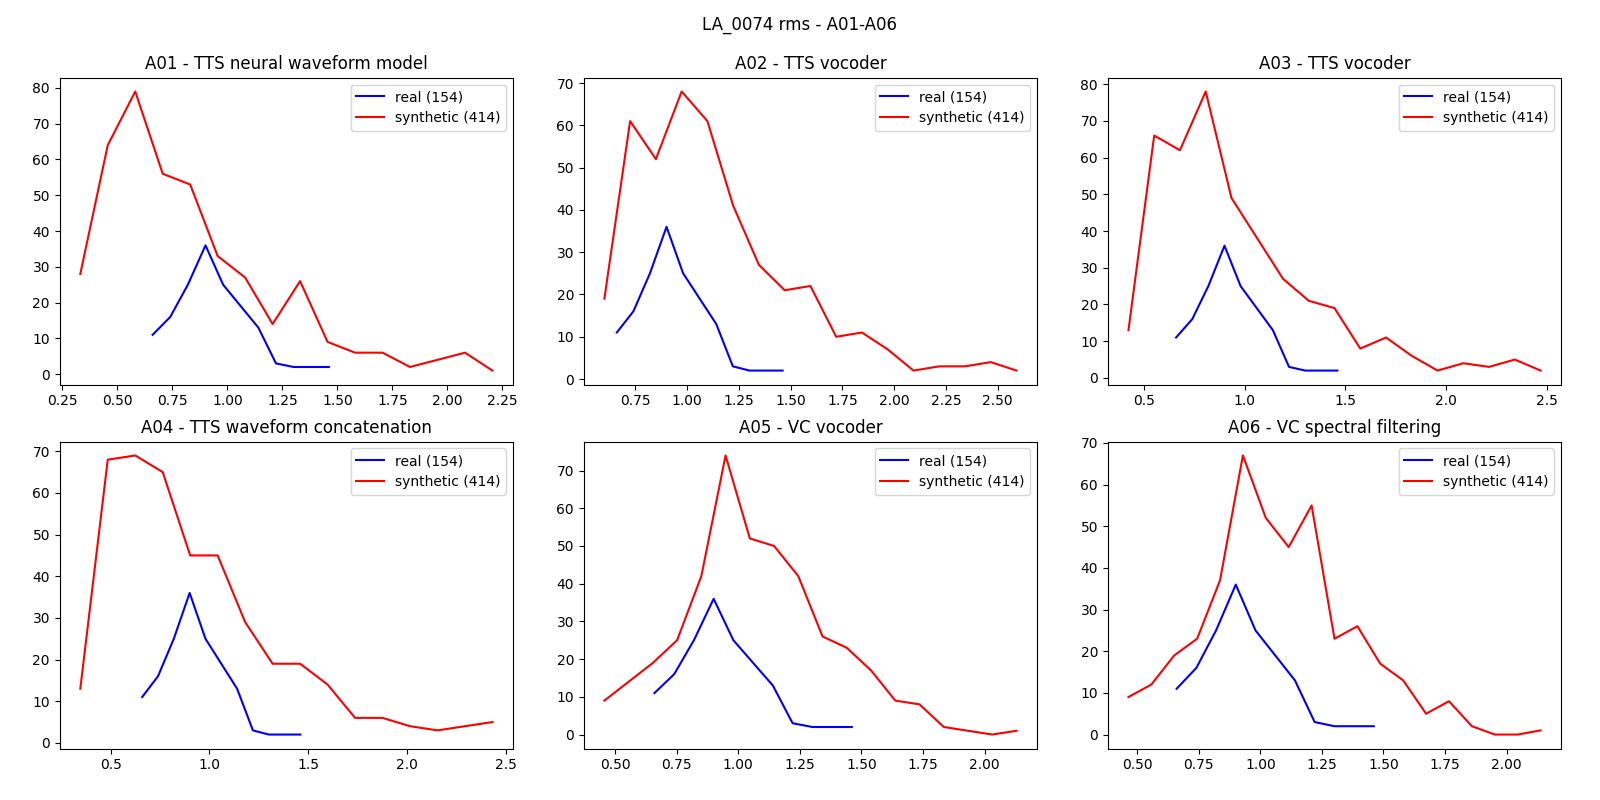 LA_0074 rms - A01-A06
A01 - TTS neural waveform model
80
70
60
50
40
30
20
10
0
0.25 0.50 0.75 1.00 1.25 1.50 1.75 2.00 2.25
real (154)
synthetic (414)
A02 - TTS vocoder
70
60
50
40
30
20
10
0
0.75 1.00 1.25 1.50 1.75 2.00 2.25 2.50
real (154)
synthetic (414)
A03 - TTS vocoder
80
70
60
50
40
30
20
10
0
0.5 1.0 1.5 2.0 2.5
real (154)
synthetic (414)
A04 - TTS waveform concatenation
70
60
50
40
30
20
10
0
0.5 1.0 1.5 2.0 2.5
real (154)
synthetic (414)
A05 - VC vocoder
70
60
50
40
30
20
10
0
0.50 0.75 1.00 1.25 1.50 1.75 2.00
real (154)
synthetic (414)
A06 - VC spectral filtering
70
60
50
40
30
20
10
0
0.50 0.75 1.00 1.25 1.50 1.75 2.00
real (154)
synthetic (414)